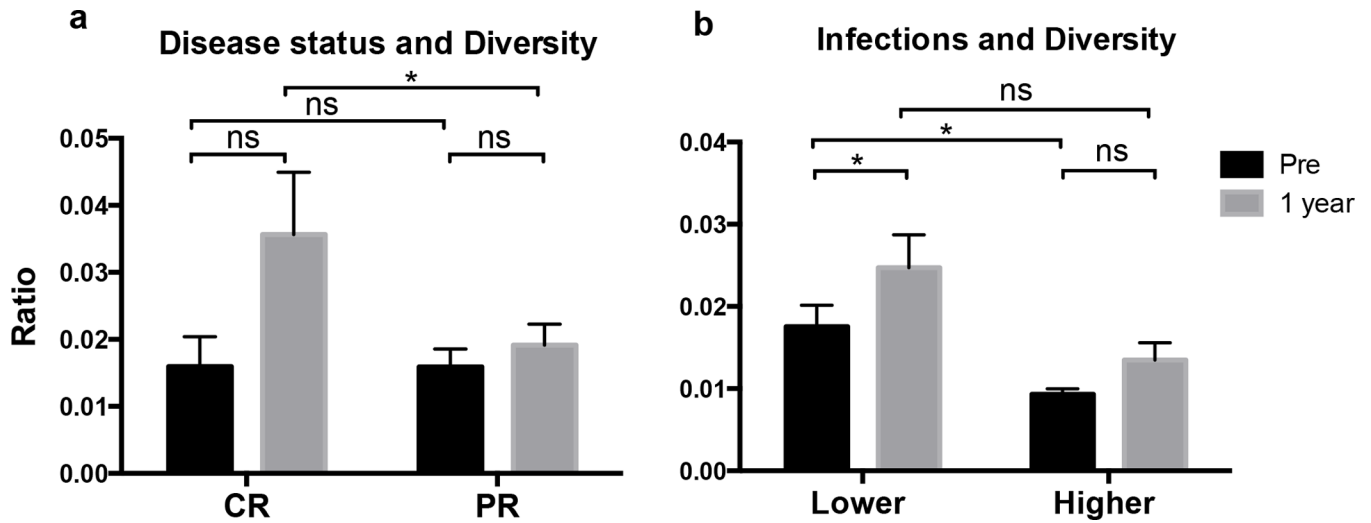 a
Disease status and Diversity
*
ns
ns
ns
0.05
0.04
0.03
0.02
0.01
0.00
Ratio
CR
PR
b
Infections and Diversity
ns
*
*
ns
0.04
0.03
0.02
0.01
0.00
Lower
Higher
Pre
1 year